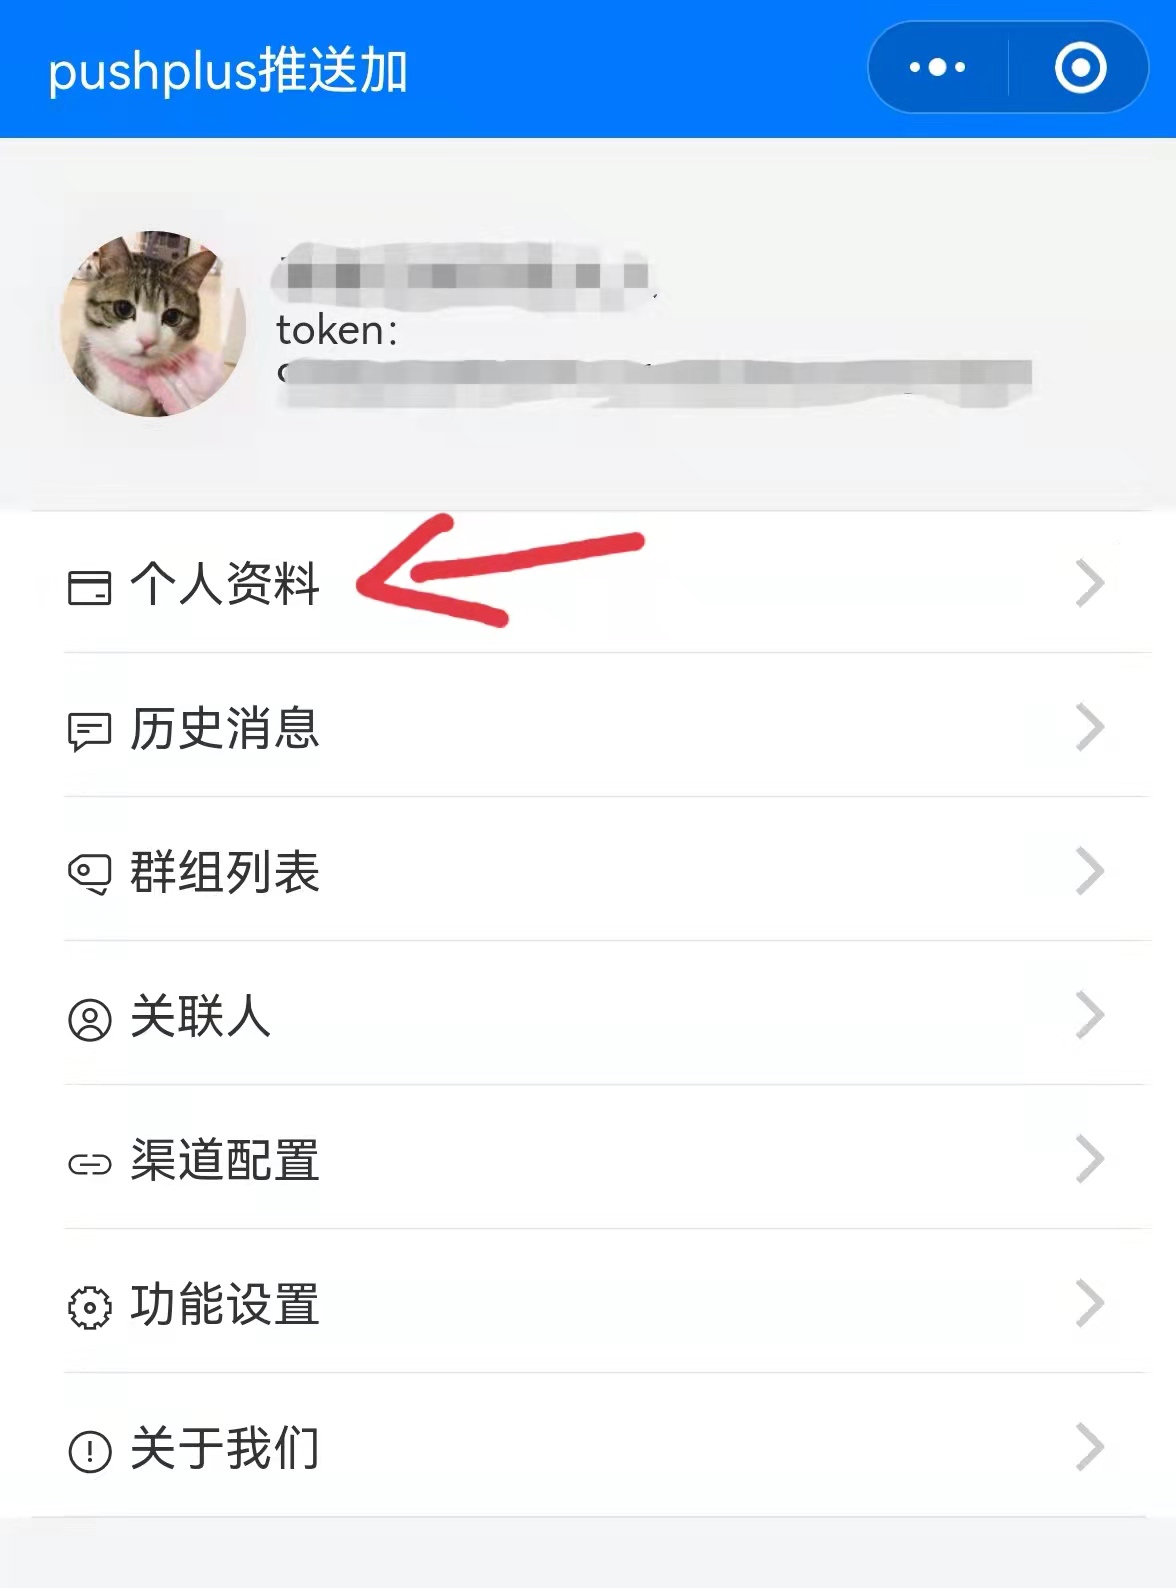 pushplus推送加
token:
个人资料
历史消息
群组列表
关联人
渠道配置
功能设置
关于我们